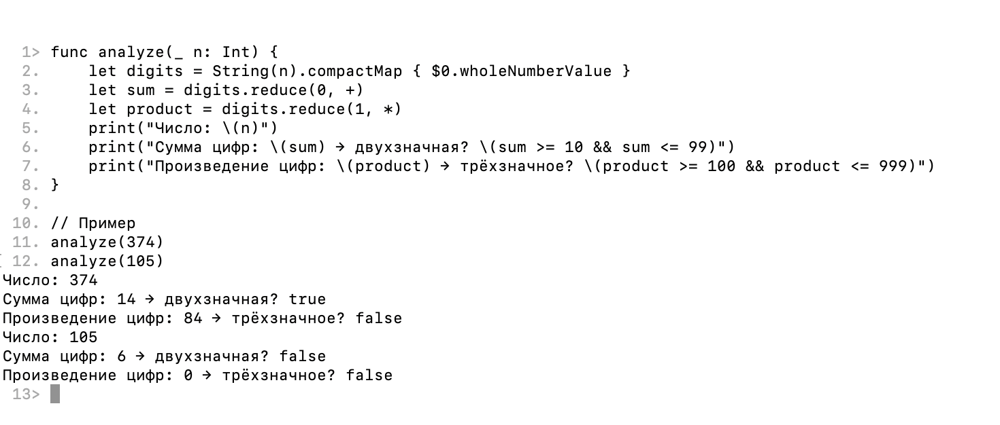 1> func analyze(_ n: Int) {
2.     let digits = String(n).compactMap { $0.wholeNumberValue }
3.     let sum = digits.reduce(0, +)
4.     let product = digits.reduce(1, *)
5.     print("Число: \(n)")
6.     print("Сумма цифр: \(sum) → двухзначная? \(sum >= 10 && sum <= 99)")
7.     print("Произведение цифр: \(product) → трёхзначное? \(product >= 100 && product <= 999)")
8. }
9.
10. // Пример
11. analyze(374)
12. analyze(105)
Число: 374
Сумма цифр: 14 → двухзначная? true
Произведение цифр: 84 → трёхзначное? false
Число: 105
Сумма цифр: 6 → двухзначная? false
Произведение цифр: 0 → трёхзначное? false
13>